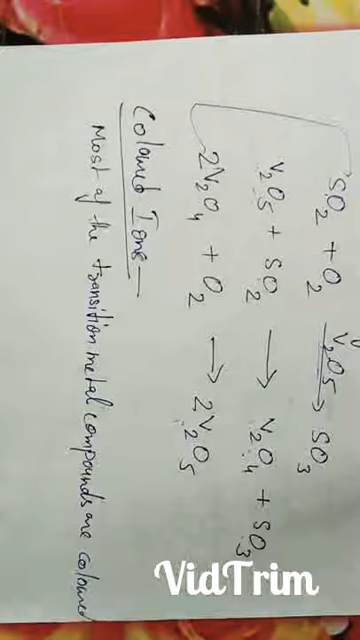 SO2 + O2 V2O5→ SO3
V2O5 + SO2 → V2O4 + SO3
2V2O4 + O2 → 2V2O5
Coloured Ions—
Most of the transition metal compounds are coloured
VidTrim